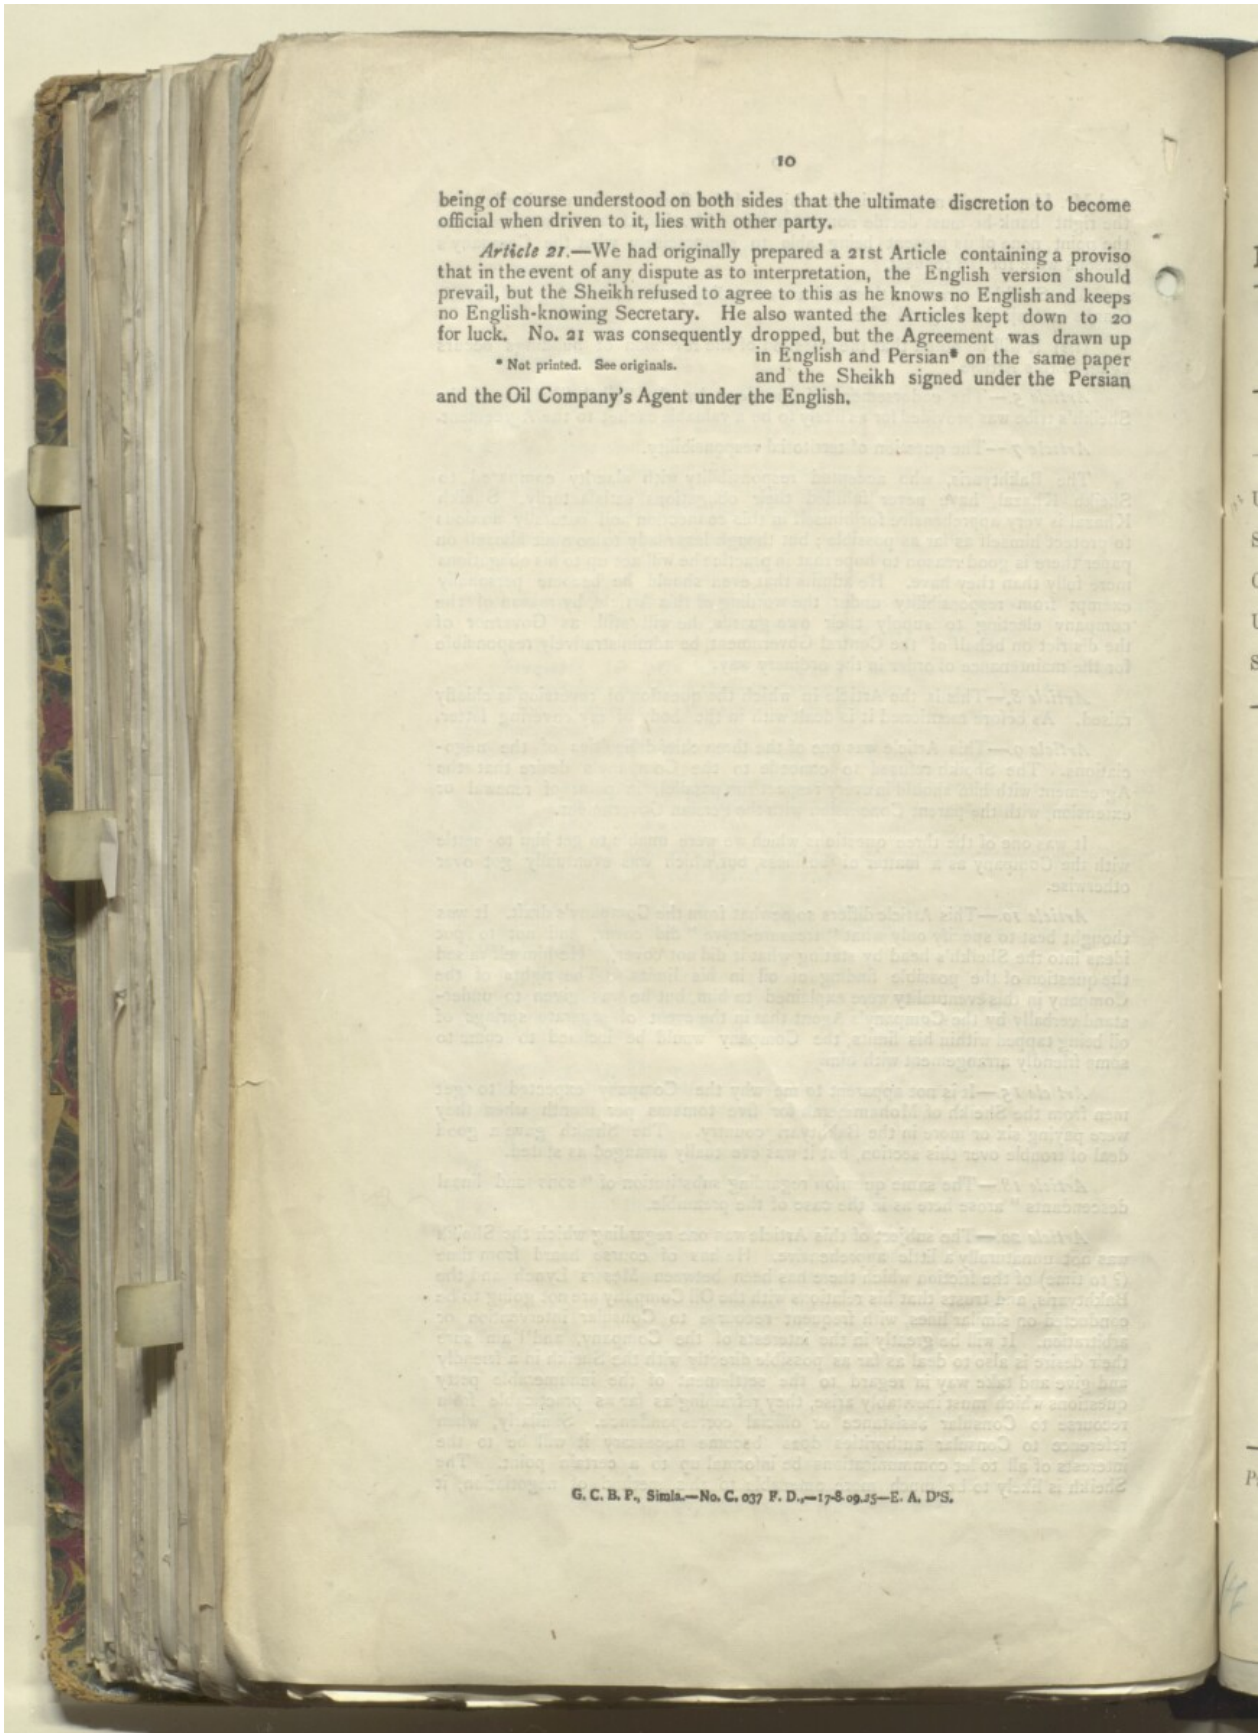 10
being of course understood on both sides that the ultimate discretion to become
official when driven to it, lies with other party.
Article 21.—We had originally prepared a 21st Article containing a proviso
that in the event of any dispute as to interpretation, the English version should
prevail, but the Sheikh refused to agree to this as he knows no English and keeps
no English-knowing Secretary. He also wanted the Articles kept down to 20
for luck. No. 21 was consequently dropped, but the Agreement was drawn up
in English and Persian* on the same paper
* Not printed. See originals.
and the Sheikh signed under the Persian
and the Oil Company's Agent under the English.
G. C. B. P., Simla.—No. C. 037 F. D.,—17-8-09.25—E. A. D'S.